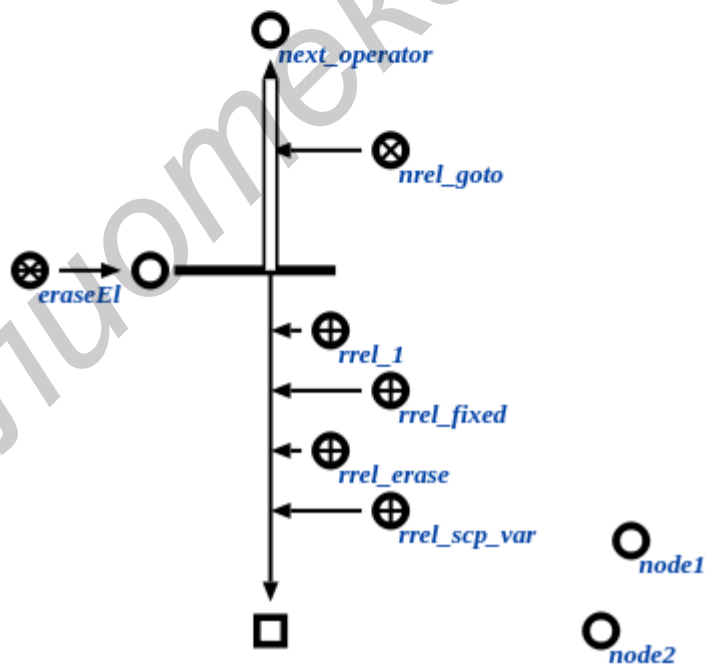 next_operator
nrel_goto
eraseEl
rrel_1
rrel_fixed
rrel_erase
rrel_scp_var
node1
node2